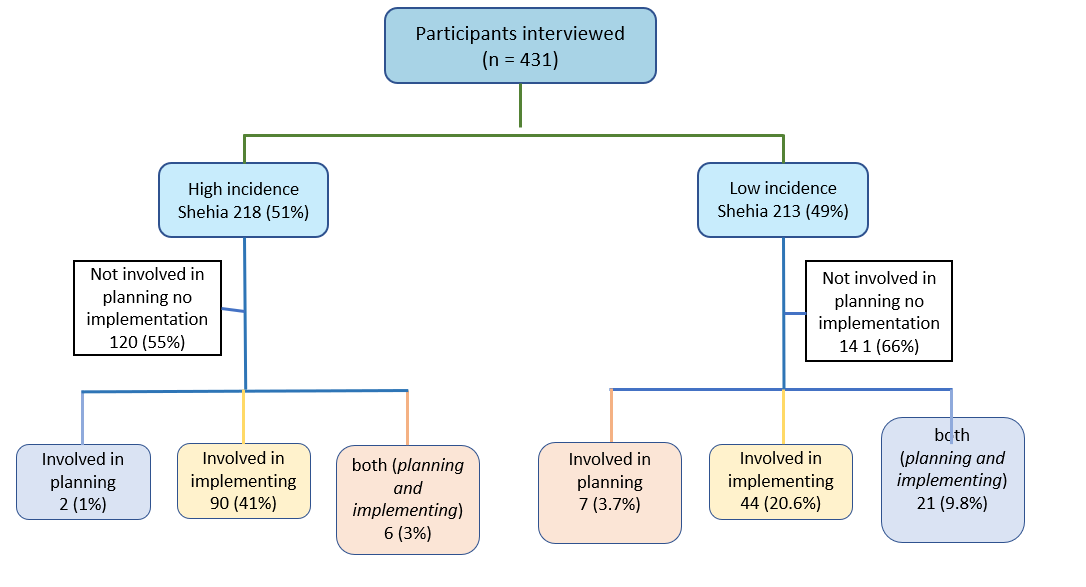 Participants interviewed
(n = 431)
High incidence
Shehia 218 (51%)
Low incidence
Shehia 213 (49%)
Not involved in
planning no
implementation
120 (55%)
Not involved in
planning no
implementation
14 1 (66%)
Involved in
planning
2 (1%)
Involved in
implementing
90 (41%)
both (planning
and
implementing)
6 (3%)
Involved in
planning
7 (3.7%)
Involved in
implementing
44 (20.6%)
both
(planning and
implementing)
21 (9.8%)